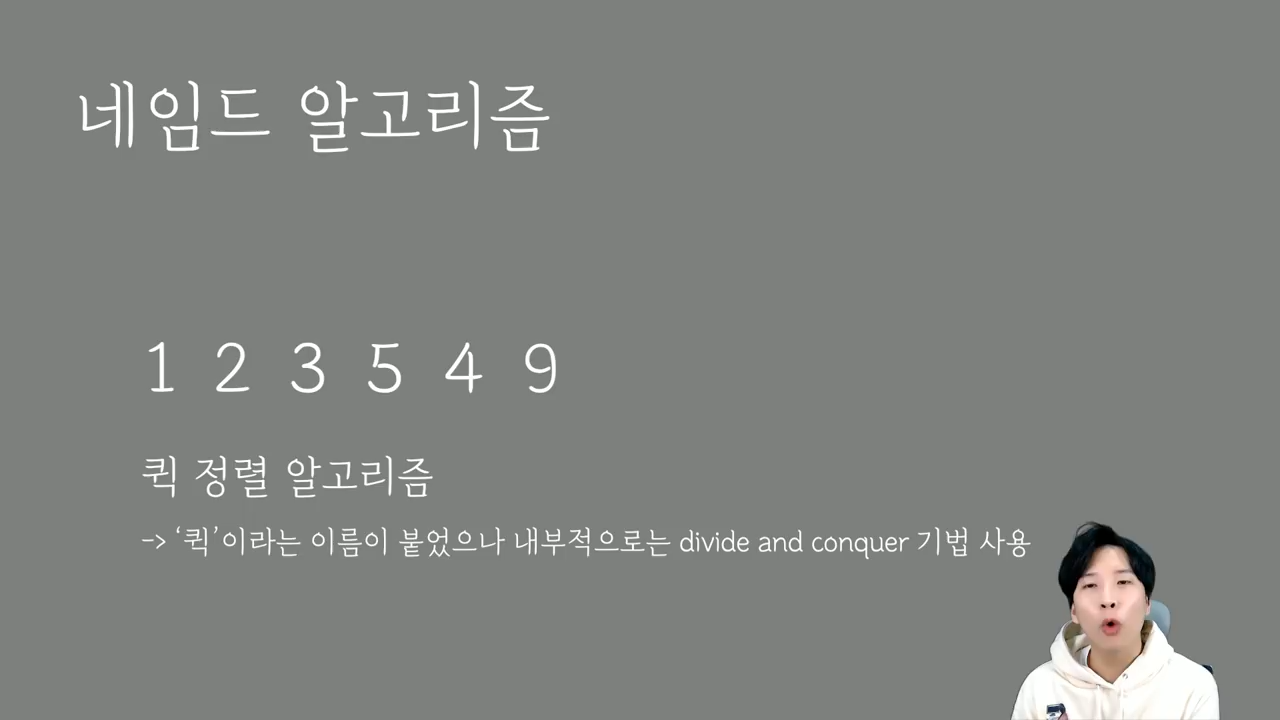 네임드 알고리즘
1 2 3 5 4 9
퀵 정렬 알고리즘
-> ‘퀵’이라는 이름이 붙었으나 내부적으로는 divide and conquer 기법 사용